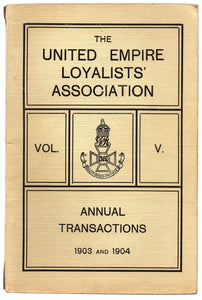 THE
UNITED EMPIRE
LOYALISTS'
ASSOCIATION
VOL. V.
ANNUAL
TRANSACTIONS
1903 AND 1904